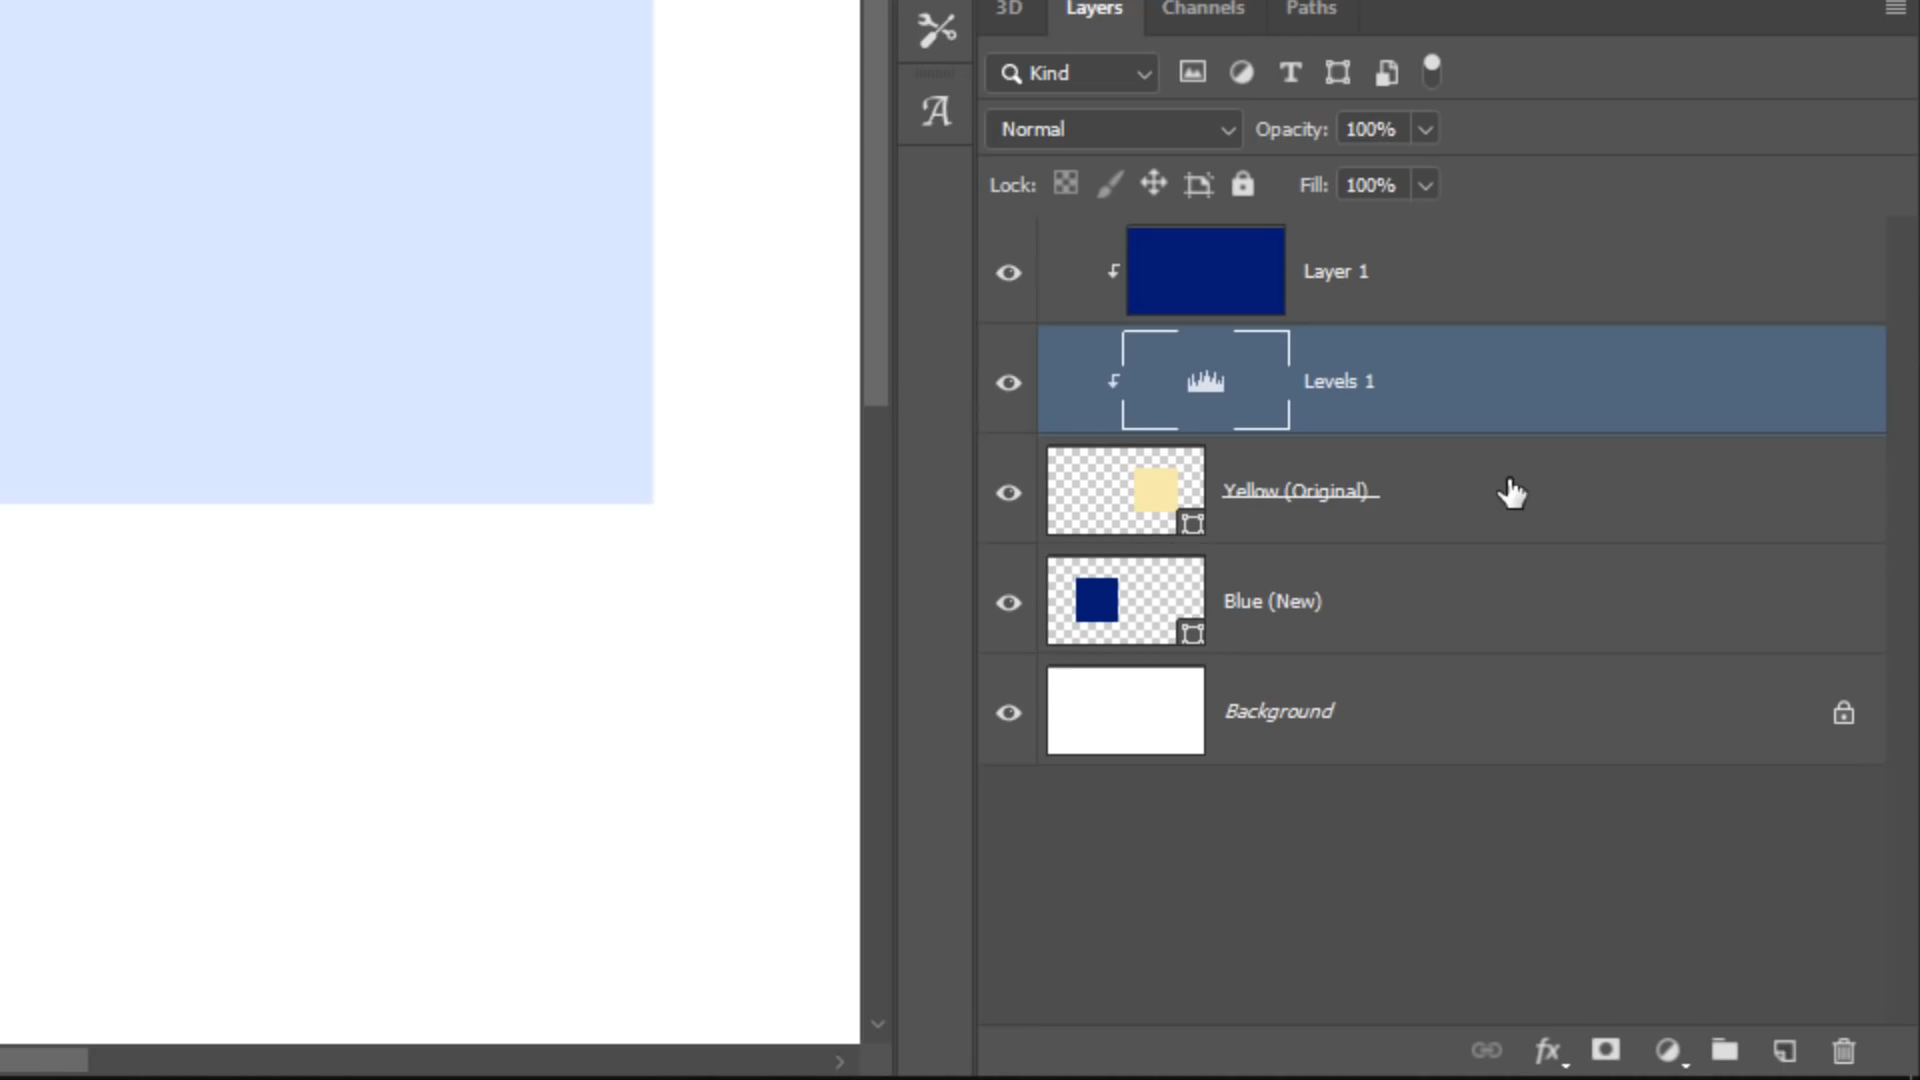 3D Layers Channels Paths
Kind T
Normal Opacity: 100%
Lock: Fill: 100%
Layer 1
Levels 1
Yellow (Original)
Blue (New)
Background
fx